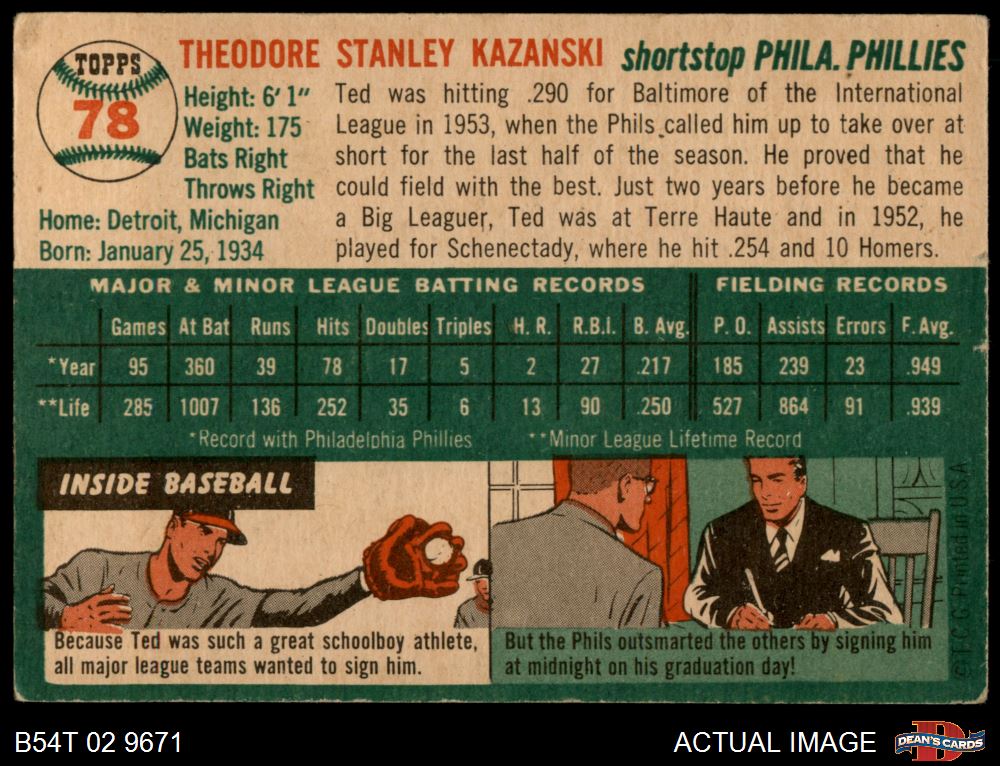 TOPPS
78
THEODORE STANLEY KAZANSKI shortstop PHILA. PHILLIES
Height: 6' 1"
Weight: 175
Bats Right
Throws Right
Home: Detroit, Michigan
Born: January 25, 1934
Ted was hitting .290 for Baltimore of the International
League in 1953, when the Phils called him up to take over at
short for the last half of the season. He proved that he
could field with the best. Just two years before he became
a Big Leaguer, Ted was at Terre Haute and in 1952, he
played for Schenectady, where he hit .254 and 10 Homers.
MAJOR & MINOR LEAGUE BATTING RECORDS FIELDING RECORDS
Games At Bat Runs Hits Doubles Triples H. R. R.B.I. B. Avg. P. O. Assists Errors F. Avg.
*Year 95 360 39 78 17 5 2 27 .217 185 239 23 .949
**Life 285 1007 136 252 35 6 13 90 .250 527 864 91 .939
*Record with Philadelphia Phillies **Minor League Lifetime Record
INSIDE BASEBALL
Because Ted was such a great schoolboy athlete,
all major league teams wanted to sign him.
But the Phils outsmarted the others by signing him
at midnight on his graduation day!
© T. C. G. Printed in U.S.A.
B54T 02 9671
ACTUAL IMAGE
DEAN'S CARDS